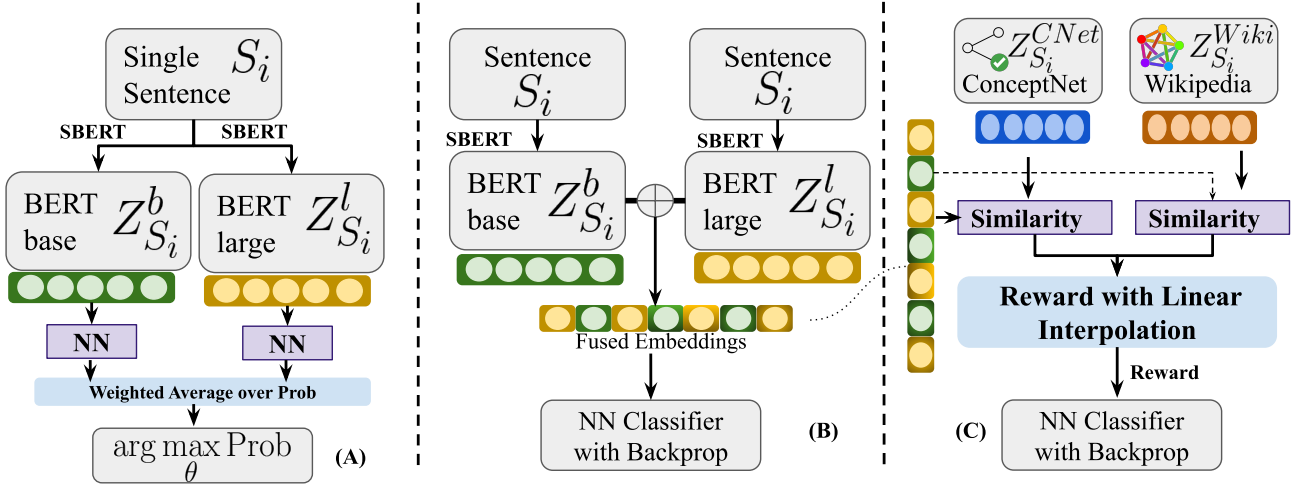 Single S_i
Sentence
SBERT SBERT
BERT
base Z^b_{S_i}
BERT
large Z^l_{S_i}
NN NN
Weighted Average over Prob
arg max Prob
θ
(A)
Sentence
S_i
Sentence
S_i
SBERT SBERT
BERT
base Z^b_{S_i}
BERT
large Z^l_{S_i}
Fused Embeddings
NN Classifier
with Backprop
(B)
Z^{CNet}_{S_i}
ConceptNet
Z^{Wiki}_{S_i}
Wikipedia
Similarity Similarity
Reward with Linear
Interpolation
Reward
NN Classifier
with Backprop
(C)